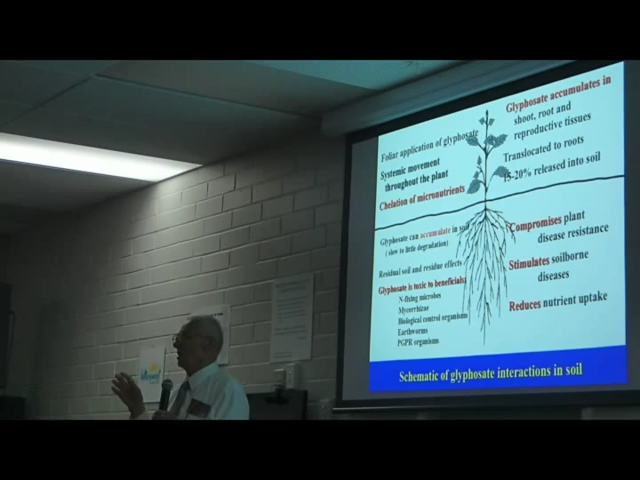 Foliar application of glyphosate
Systemic movement
throughout the plant
Chelation of micronutrients
Glyphosate accumulates in
shoot, root and
reproductive tissues
Translocated to roots
15-20% released into soil
Glyphosate can accumulate in soil
( slow to little degradation)
Residual soil and residue effects
Glyphosate is toxic to beneficials:
N-fixing microbes
Mycorrhizae
Biological control organisms
Earthworms
PGPR organisms
Compromises plant
disease resistance
Stimulates soilborne
diseases
Reduces nutrient uptake
Schematic of glyphosate interactions in soil